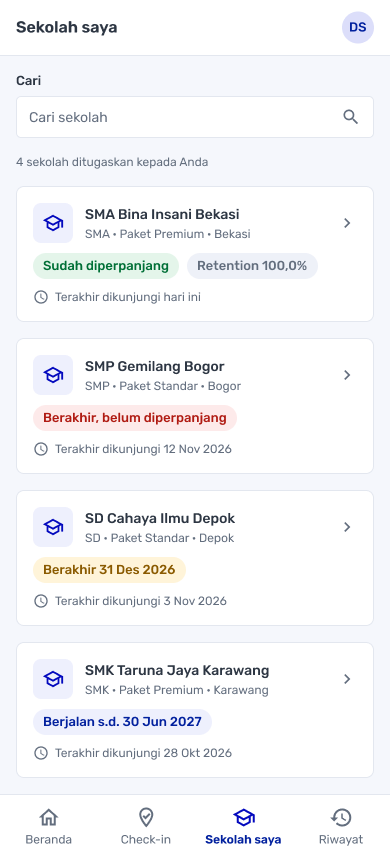 Sekolah saya
DS
Cari
Cari sekolah
4 sekolah ditugaskan kepada Anda
SMA Bina Insani Bekasi
SMA • Paket Premium • Bekasi
Sudah diperpanjang
Retention 100,0%
Terakhir dikunjungi hari ini
SMP Gemilang Bogor
SMP • Paket Standar • Bogor
Berakhir, belum diperpanjang
Terakhir dikunjungi 12 Nov 2026
SD Cahaya Ilmu Depok
SD • Paket Standar • Depok
Berakhir 31 Des 2026
Terakhir dikunjungi 3 Nov 2026
SMK Taruna Jaya Karawang
SMK • Paket Premium • Karawang
Berjalan s.d. 30 Jun 2027
Terakhir dikunjungi 28 Okt 2026
Beranda
Check-in
Sekolah saya
Riwayat